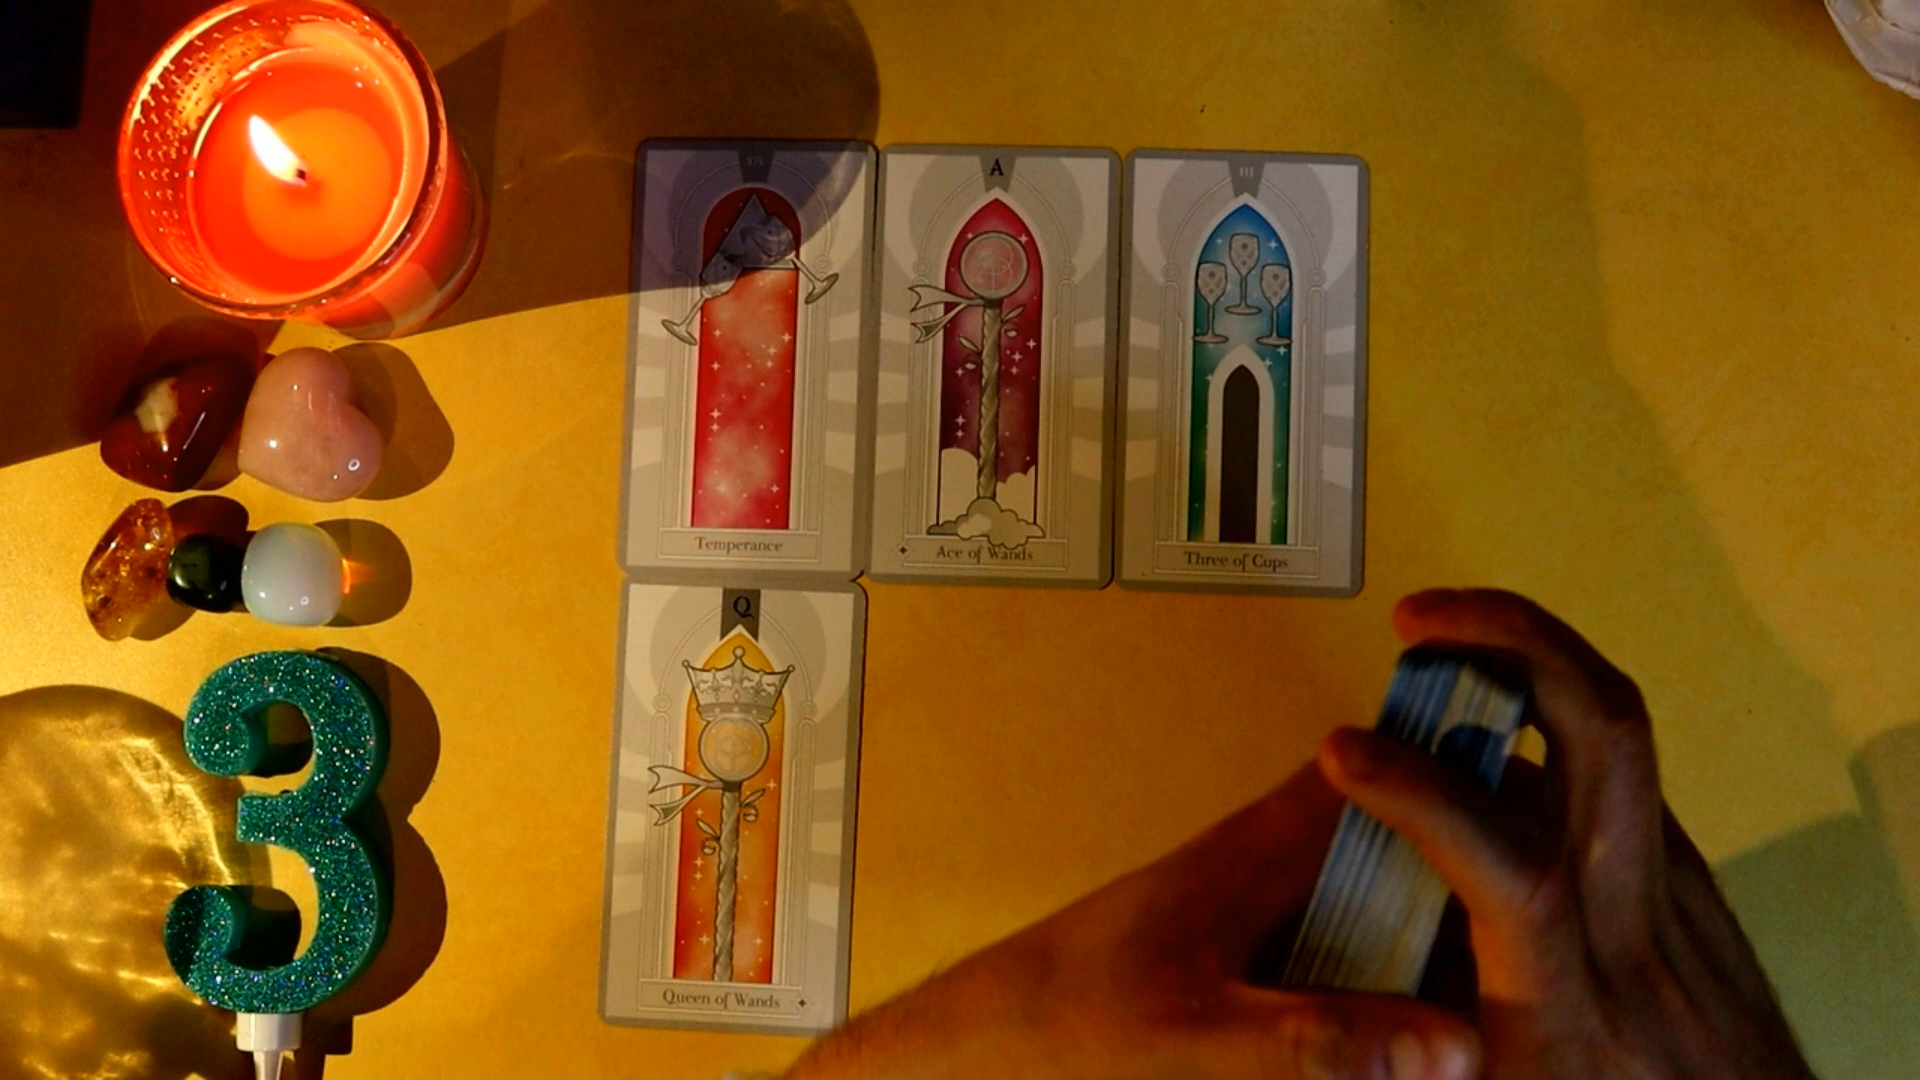 XIV
A
III
Temperance
Ace of Wands
Three of Cups
Q
Queen of Wands
3